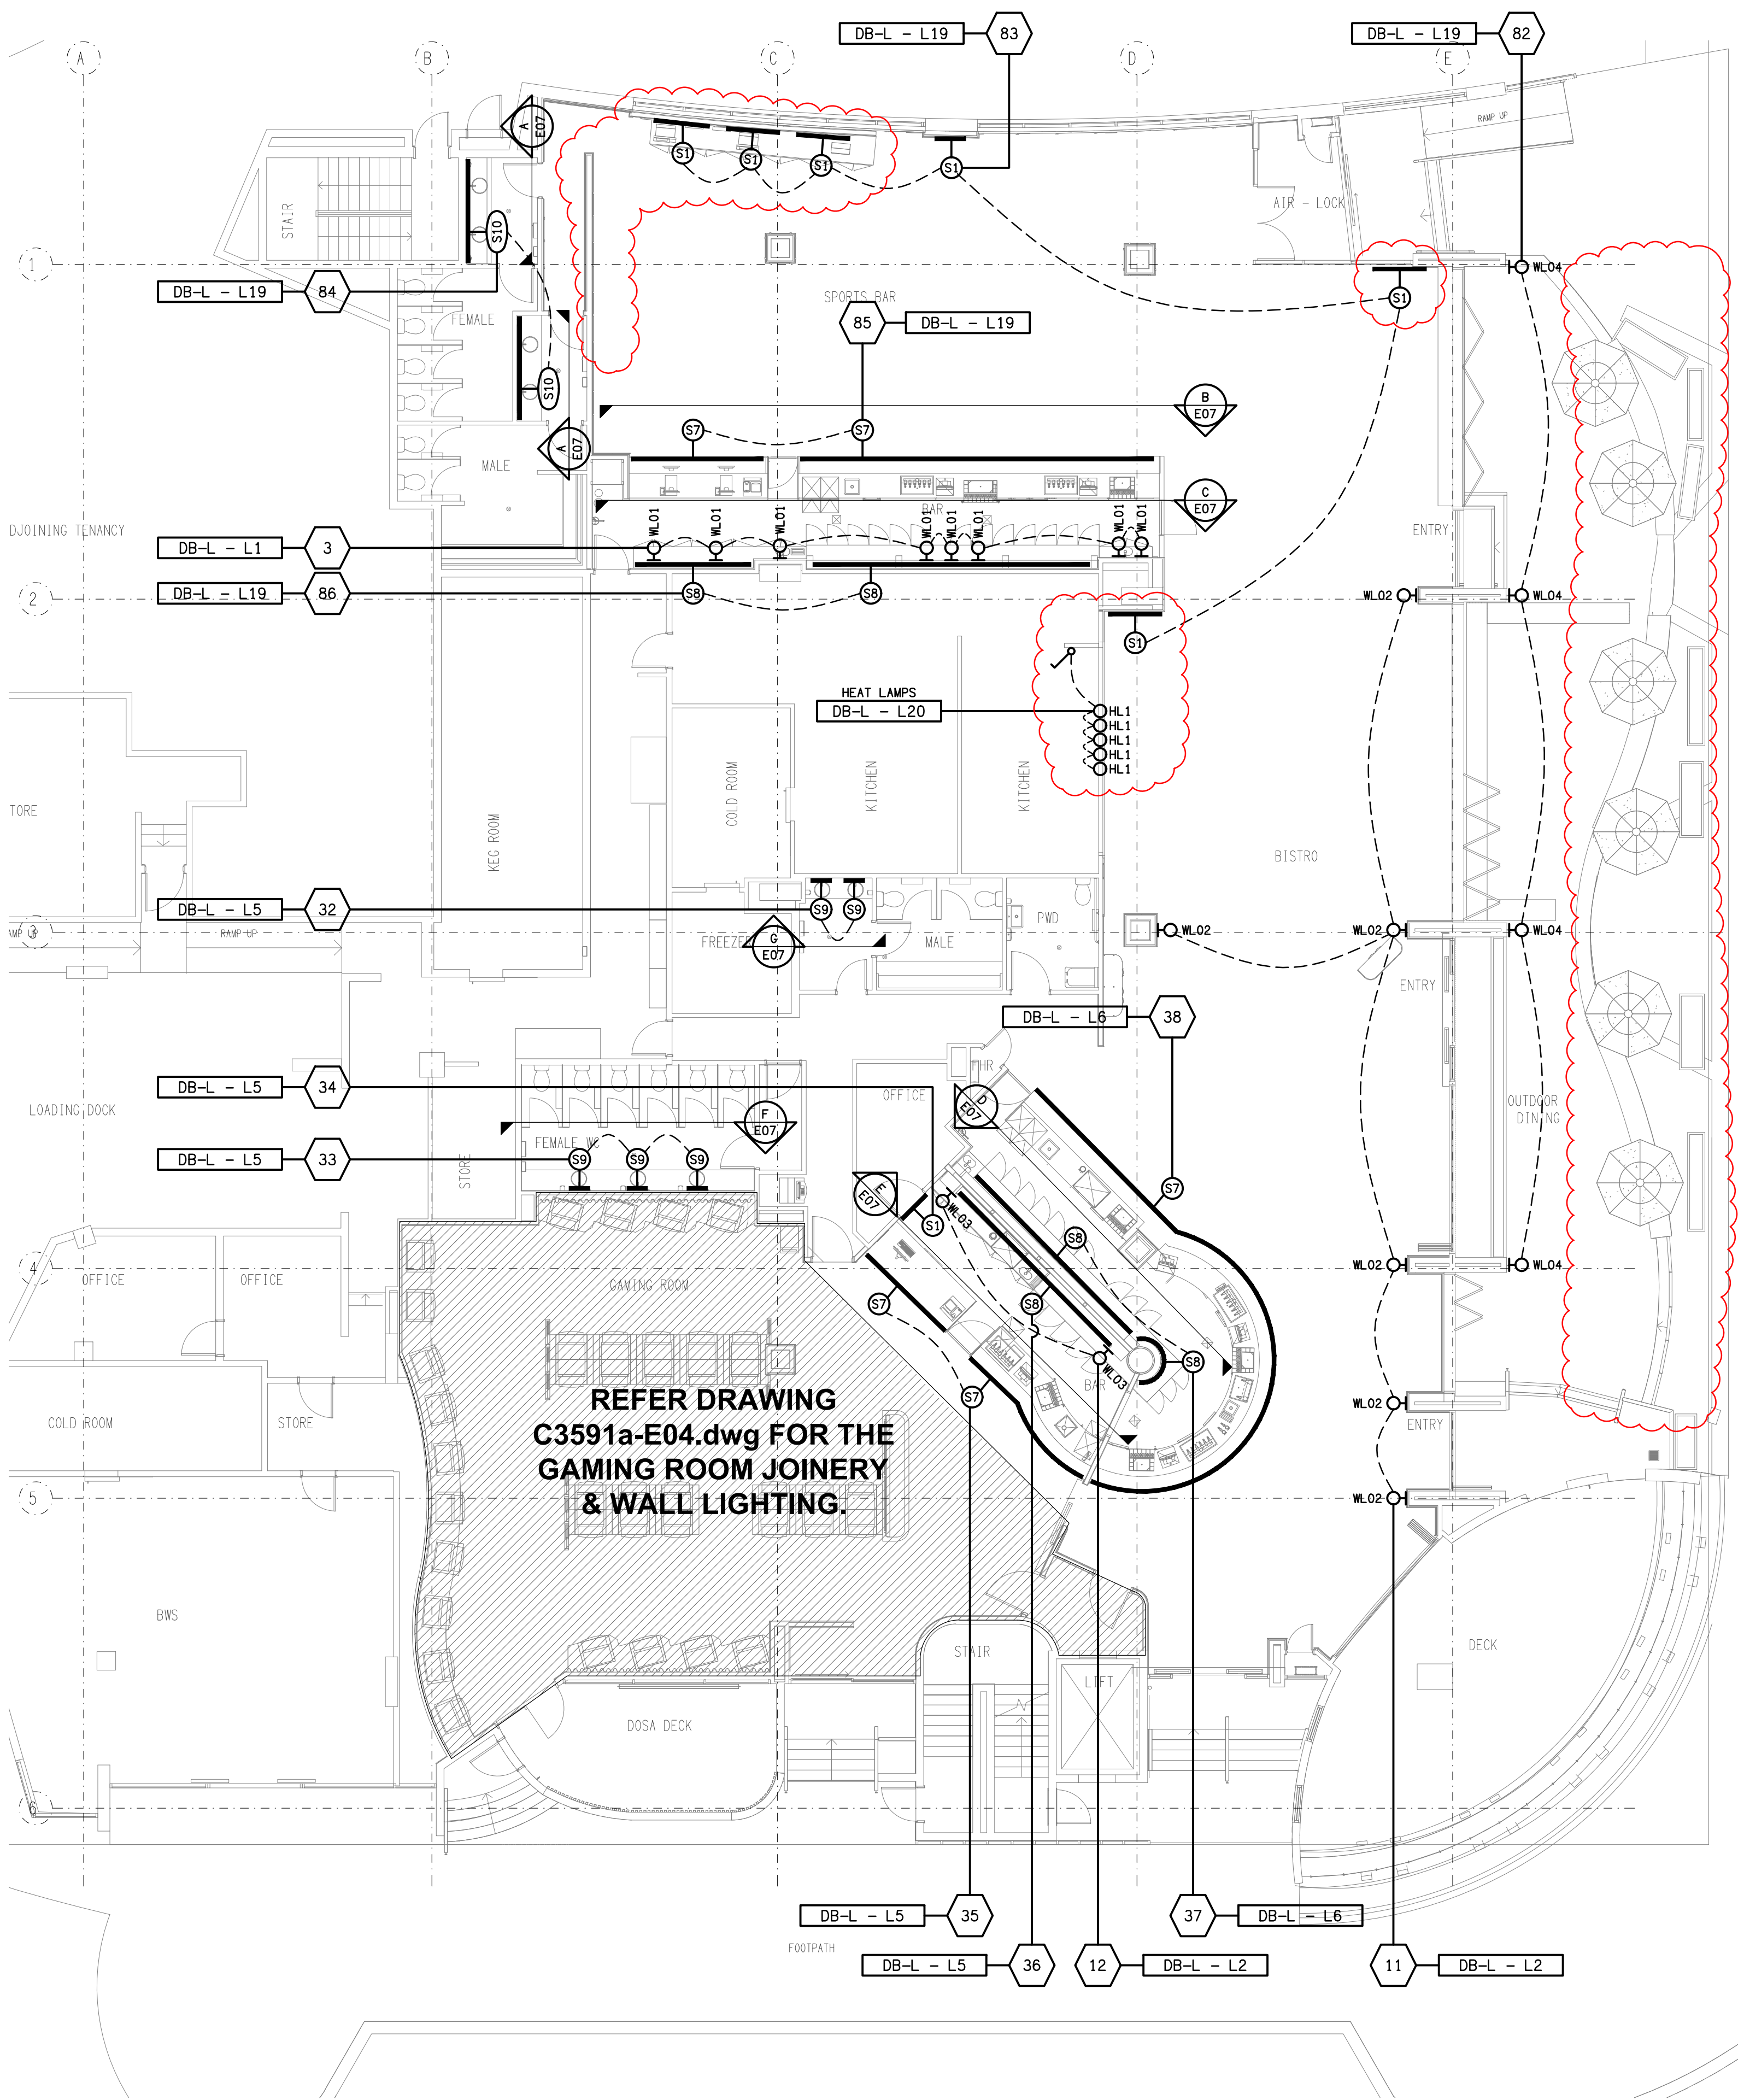 DB-L - L19 83
DB-L - L19 82
A B C D E
A
E07
RAMP UP
S1 S1 S1 S1
STAIR
S10
AIR - LOCK
1
WL04
DB-L - L19 84
SPORTS BAR
S1
FEMALE
85 DB-L - L19
S10
B
E07
S7 S7
A
E07
MALE
C
E07
BAR
WL01 WL01 WL01 WL01 WL01 WL01 WL01 WL01
DJOINING TENANCY
ENTRY
DB-L - L1 3
DB-L - L19 86
S8 S8
2
WL02 WL04
S1
HEAT LAMPS
DB-L - L20
HL1
HL1
HL1
HL1
HL1
COLD ROOM
KITCHEN
KITCHEN
TORE
KEG ROOM
BISTRO
DB-L - L5 32
S9 S9
PWD
3
AMP UP
RAMP UP
FREEZER
G
E07
MALE
WL02
WL02 WL04
ENTRY
DB-L - L6 38
FHR
DB-L - L5 34
OFFICE
D
E07
LOADING DOCK
OUTDOOR
DINING
F
E07
FEMALE WC
DB-L - L5 33
STORE
S9 S9 S9
E
E07
S7
S1
WL03
S8
4
OFFICE
OFFICE
GAMING ROOM
WL02 WL04
S7
S8
WL03
S8
BAR
REFER DRAWING
C3591a-E04.dwg FOR THE
GAMING ROOM JOINERY
& WALL LIGHTING.
S7
WL02
ENTRY
COLD ROOM
STORE
5
WL02
BWS
STAIR
DECK
LIFT
DOSA DECK
6
DB-L - L5 35
37 DB-L - L6
FOOTPATH
DB-L - L5 36
12 DB-L - L2
11 DB-L - L2